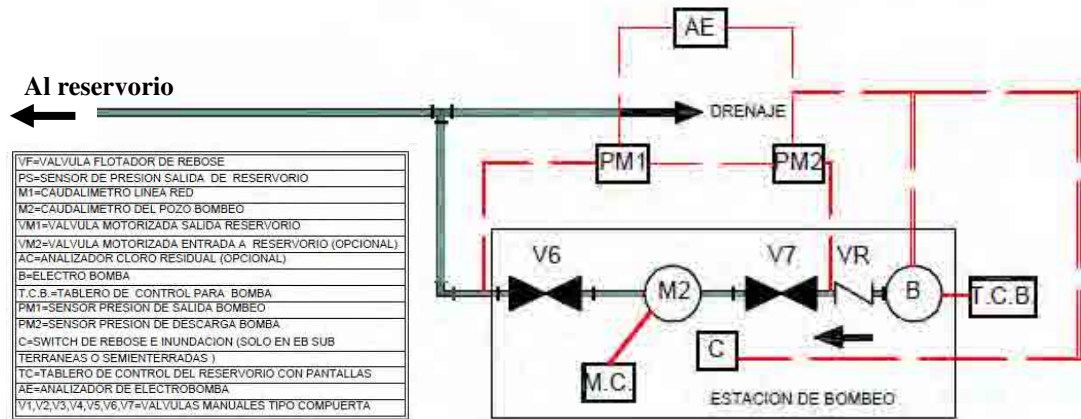 AE
Al reservorio
DRENAJE
PM1
PM2
VF=VALVULA FLOTADOR DE REBOSE
PS=SENSOR DE PRESION SALIDA DE RESERVORIO
M1=CAUDALIMETRO LINEA RED
M2=CAUDALIMETRO DEL POZO BOMBEO
VM1=VALVULA MOTORIZADA SALIDA RESERVORIO
VM2=VALVULA MOTORIZADA ENTRADA A RESERVORIO (OPCIONAL)
AC=ANALIZADOR CLORO RESIDUAL (OPCIONAL)
B=ELECTRO BOMBA
T.C.B.=TABLERO DE CONTROL PARA BOMBA
PM1=SENSOR PRESION DE SALIDA BOMBEO
PM2=SENSOR PRESION DE DESCARGA BOMBA
C=SWITCH DE REBOSE E INUNDACION (SOLO EN EB SUB
TERRANEAS O SEMIENTERRADAS )
TC=TABLERO DE CONTROL DEL RESERVORIO CON PANTALLAS
AE=ANALIZADOR DE ELECTROBOMBA
V1,V2,V3,V4,V5,V6,V7=VALVULAS MANUALES TIPO COMPUERTA
V6
V7
VR
M2
B
T.C.B.
C
M.C.
ESTACION DE BOMBEO